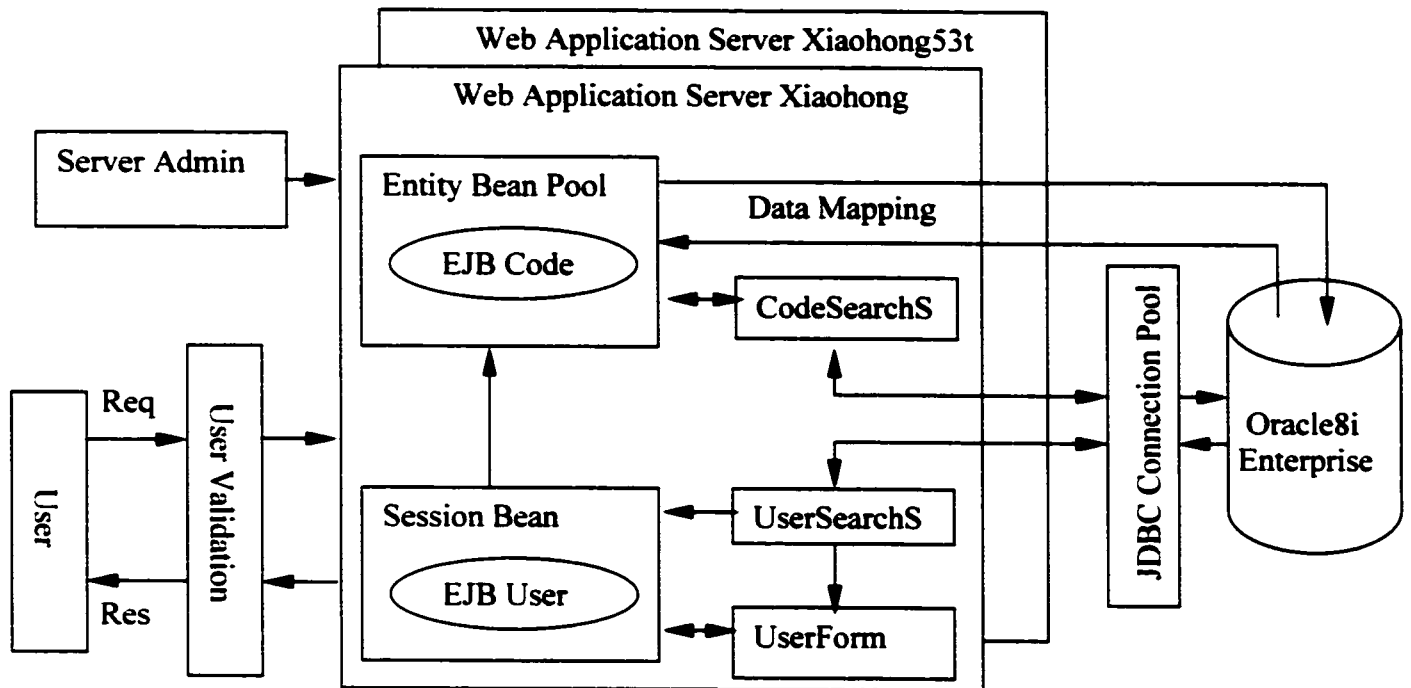 Web Application Server Xiaohong53t
Web Application Server Xiaohong
Server Admin
Entity Bean Pool
Data Mapping
EJB Code
CodeSearchS
JDBC Connection Pool
Oracle8i
Enterprise
Req
User
User Validation
Res
Session Bean
UserSearchS
EJB User
UserForm